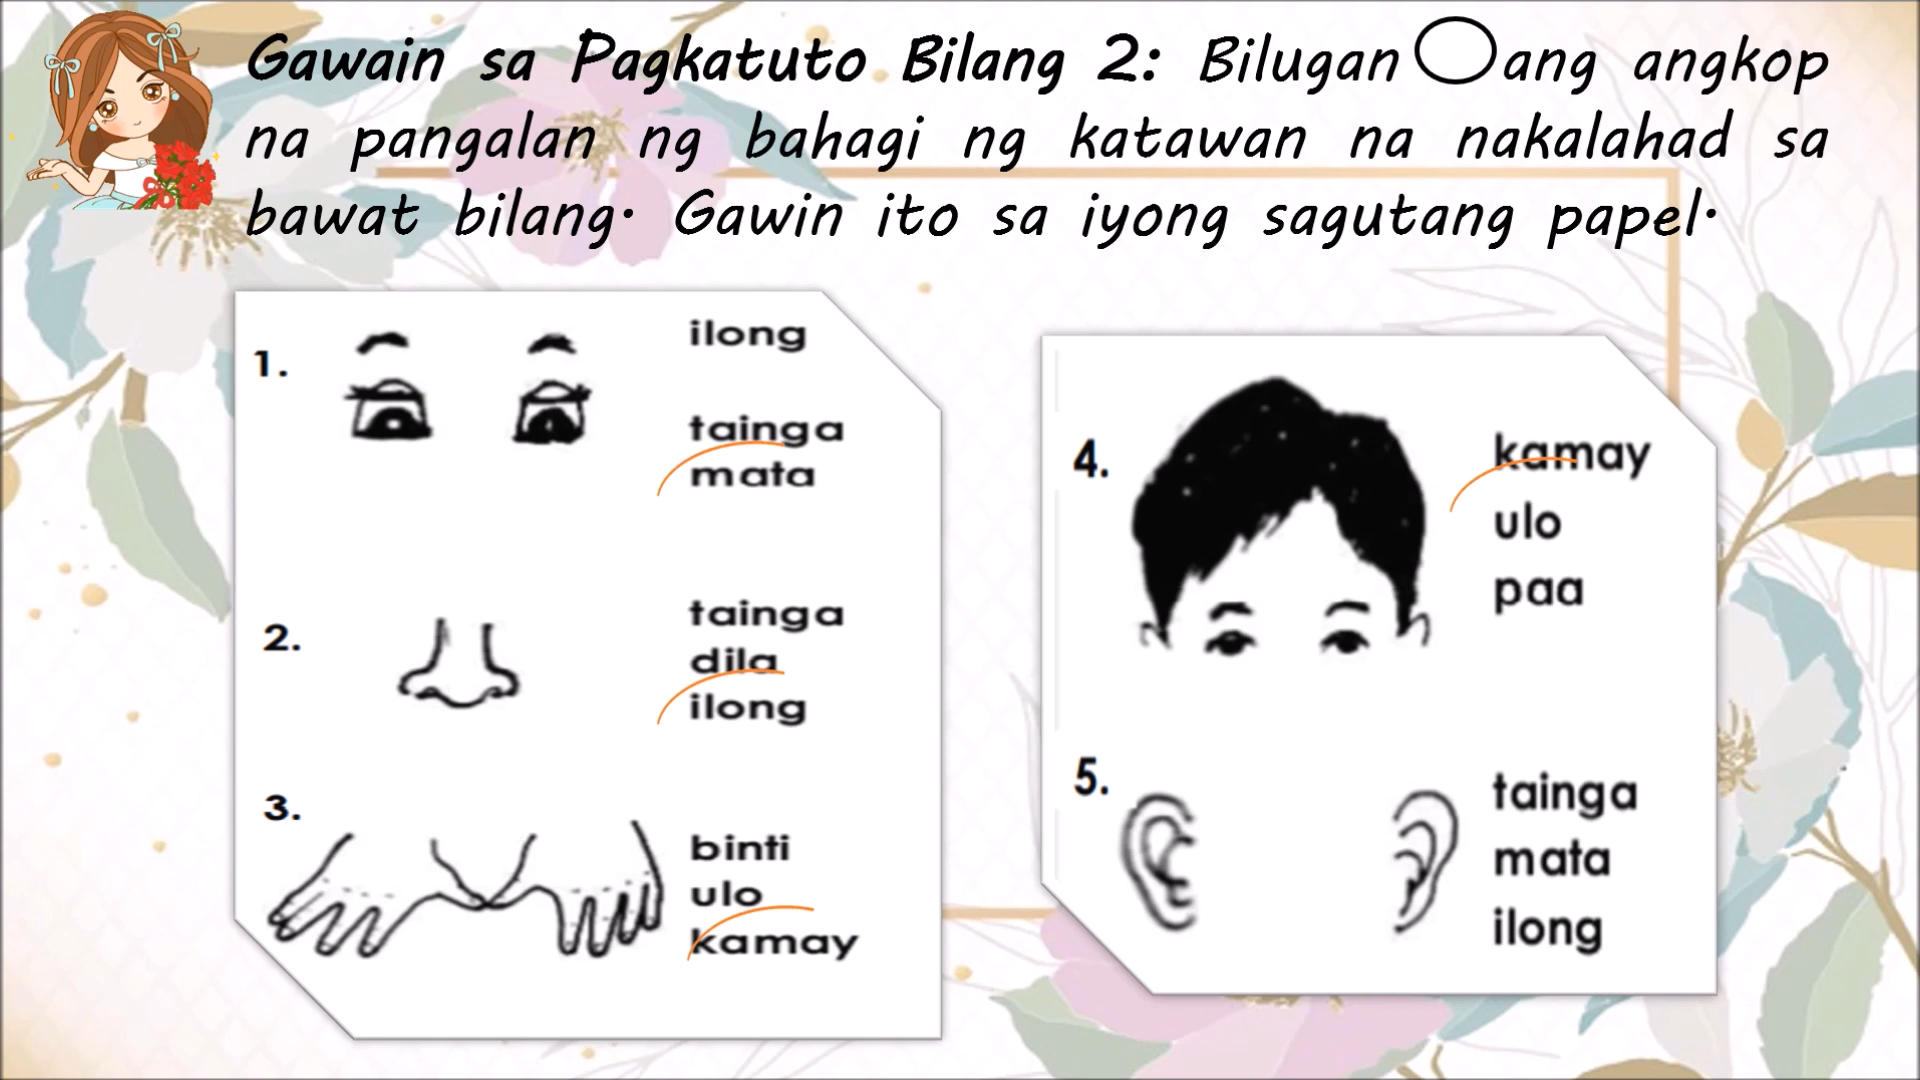 Gawain sa Pagkatuto Bilang 2: Bilugan ang angkop
na pangalan ng bahagi ng katawan na nakalahad sa
bawat bilang. Gawin ito sa iyong sagutang papel.
1.
ilong
tainga
mata
2.
tainga
dila
ilong
3.
binti
ulo
kamay
4.
kamay
ulo
paa
5.
tainga
mata
ilong